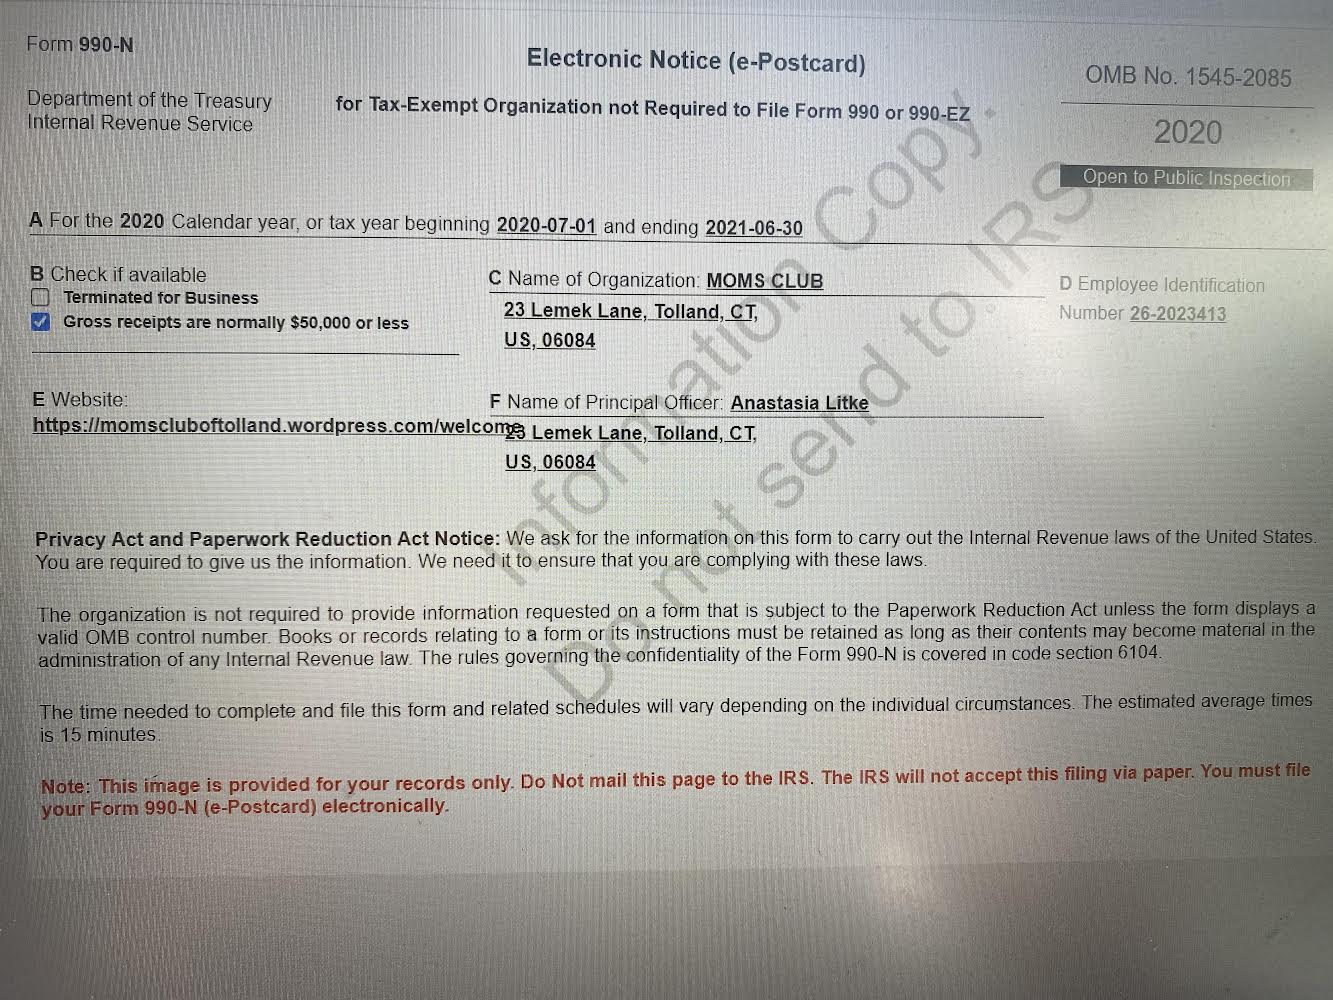 Form 990-N
Electronic Notice (e-Postcard)
OMB No. 1545-2085
Department of the Treasury
Internal Revenue Service
for Tax-Exempt Organization not Required to File Form 990 or 990-EZ
2020
Open to Public Inspection
A For the 2020 Calendar year, or tax year beginning 2020-07-01 and ending 2021-06-30
B Check if available
Terminated for Business
Gross receipts are normally $50,000 or less
C Name of Organization: MOMS CLUB
23 Lemek Lane, Tolland, CT,
US, 06084
D Employee Identification
Number 26-2023413
E Website:
https://momscluboftolland.wordpress.com/welcome
F Name of Principal Officer: Anastasia Litke
23 Lemek Lane, Tolland, CT,
US, 06084
Privacy Act and Paperwork Reduction Act Notice: We ask for the information on this form to carry out the Internal Revenue laws of the United States.
You are required to give us the information. We need it to ensure that you are complying with these laws.
The organization is not required to provide information requested on a form that is subject to the Paperwork Reduction Act unless the form displays a
valid OMB control number. Books or records relating to a form or its instructions must be retained as long as their contents may become material in the
administration of any Internal Revenue law. The rules governing the confidentiality of the Form 990-N is covered in code section 6104.
The time needed to complete and file this form and related schedules will vary depending on the individual circumstances. The estimated average times
is 15 minutes.
Note: This image is provided for your records only. Do Not mail this page to the IRS. The IRS will not accept this filing via paper. You must file
your Form 990-N (e-Postcard) electronically.
Information Copy.
Do not send to IRS